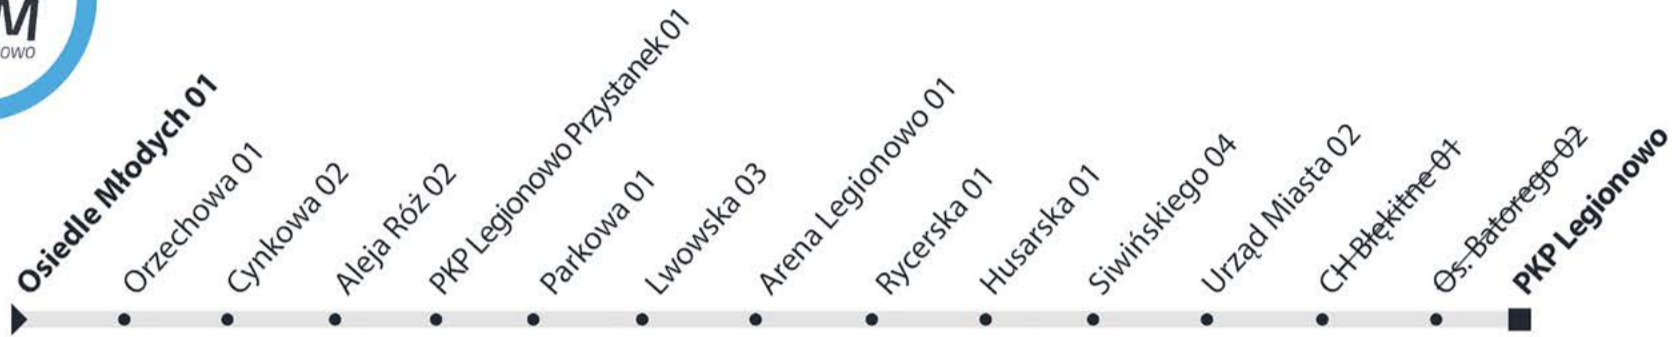 M
owo
Osiedle Młodych 01
Orzechowa 01
Cynkowa 02
Aleja Róż 02
PKP Legionowo Przystanek 01
Parkowa 01
Lwowska 03
Arena Legionowo 01
Rycerska 01
Husarska 01
Siwińskiego 04
Urząd Miasta 02
CH Błękitne 01
Os. Batorego 02
PKP Legionowo